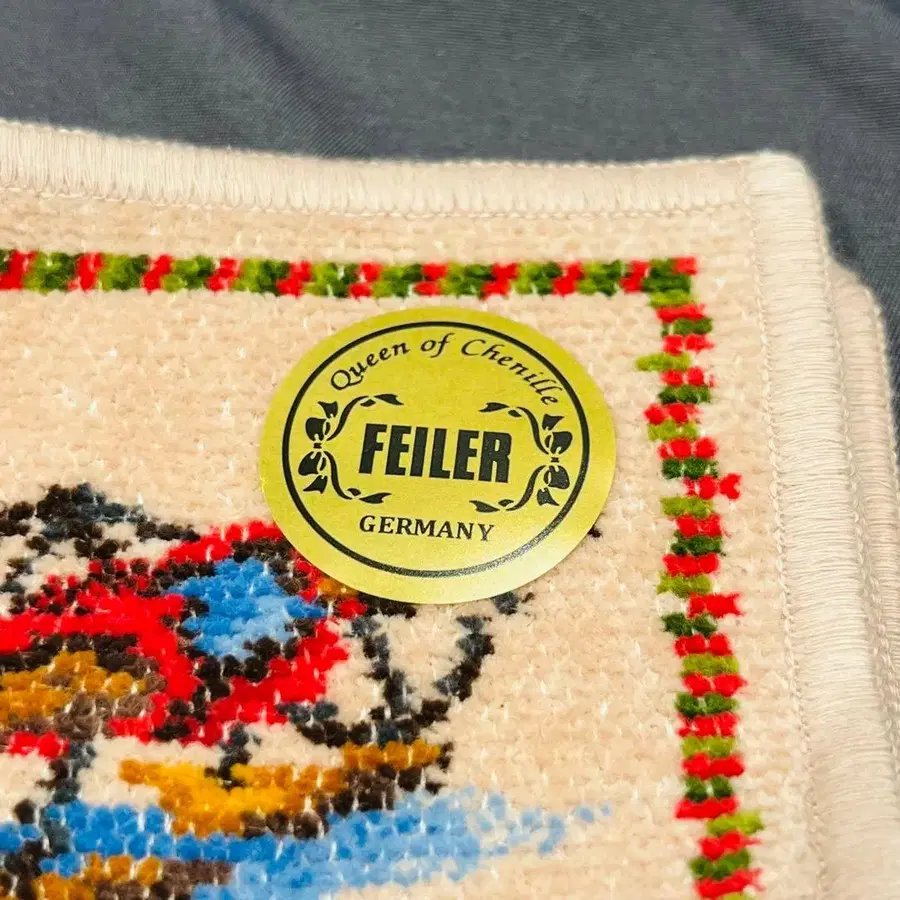 Queen of Chenille
FEILER
GERMANY